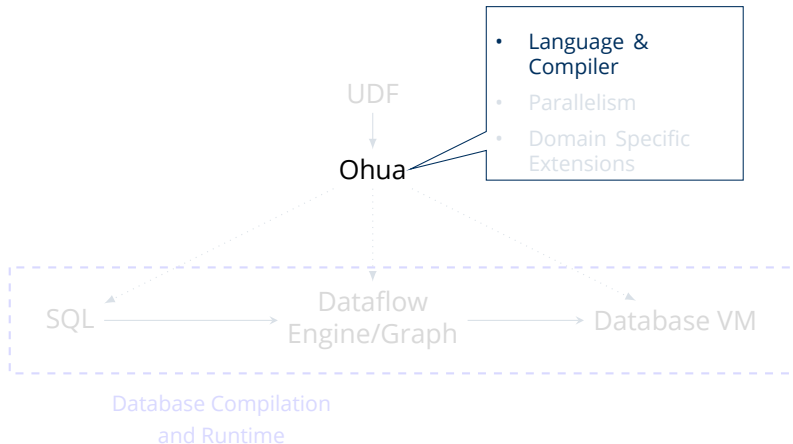 • Language &
Compiler
• Parallelism
• Domain Specific
Extensions
UDF
Ohua
SQL
Dataflow
Engine/Graph
Database VM
Database Compilation
and Runtime